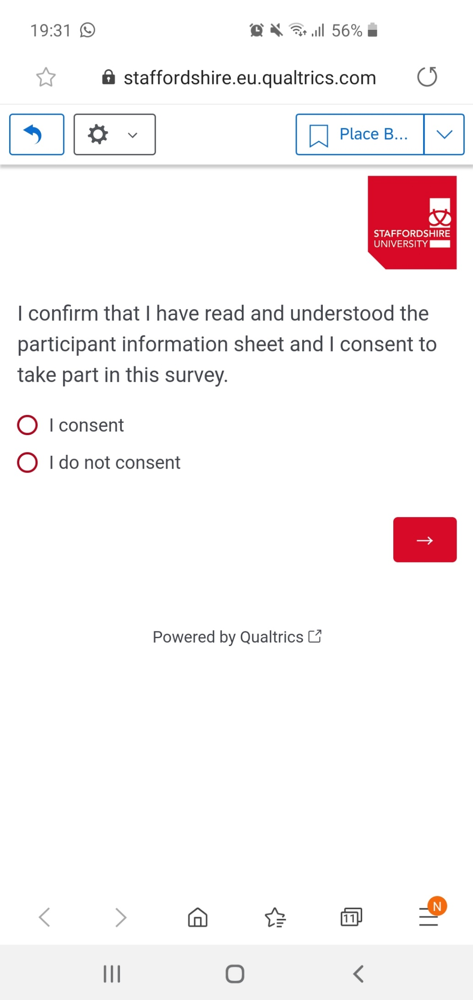 19:31
56%
staffordshire.eu.qualtrics.com
Place B...
STAFFORDSHIRE
UNIVERSITY
I confirm that I have read and understood the
participant information sheet and I consent to
take part in this survey.
I consent
I do not consent
→
Powered by Qualtrics
N
11